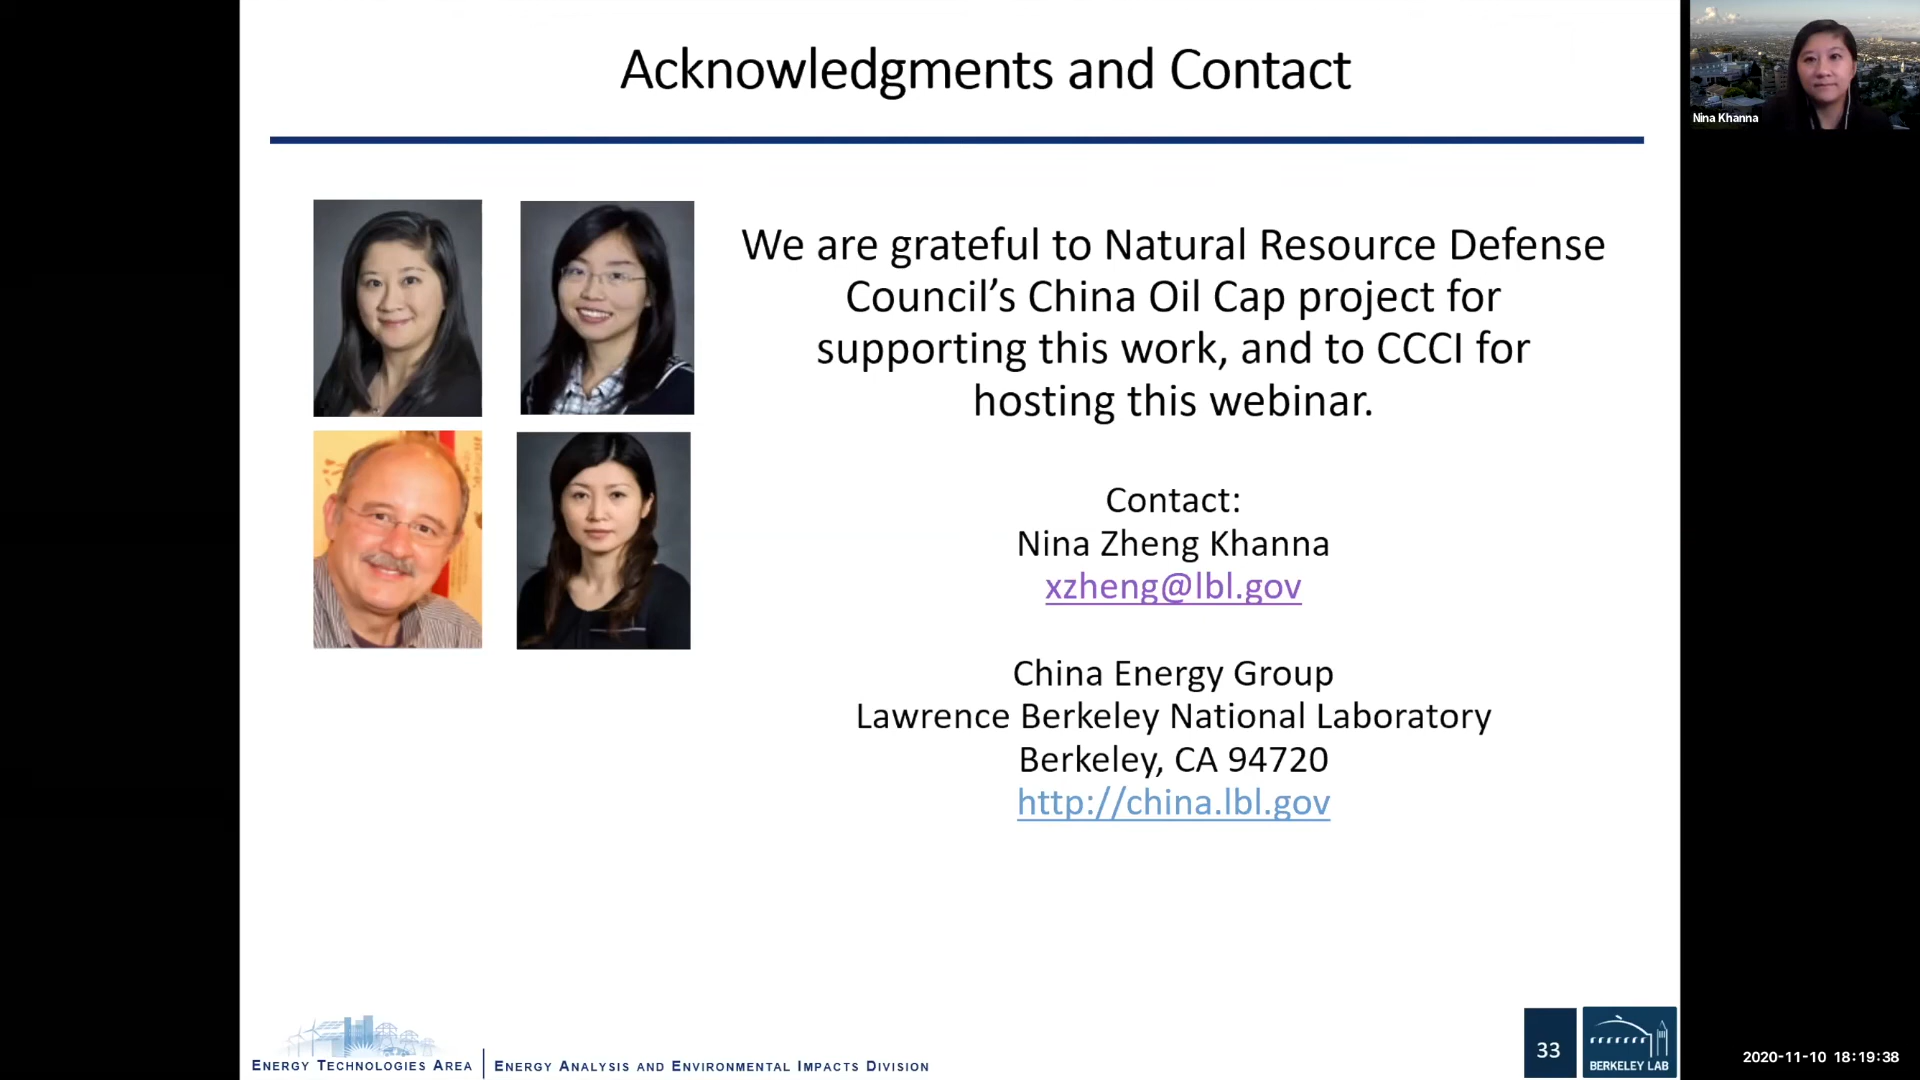 Acknowledgments and Contact
Nina Khanna
We are grateful to Natural Resource Defense
Council’s China Oil Cap project for
supporting this work, and to CCCI for
hosting this webinar.
Contact:
Nina Zheng Khanna
xzheng@lbl.gov
China Energy Group
Lawrence Berkeley National Laboratory
Berkeley, CA 94720
http://china.lbl.gov
ENERGY TECHNOLOGIES AREA
ENERGY ANALYSIS AND ENVIRONMENTAL IMPACTS DIVISION
33
BERKELEY LAB
2020-11-10 18:19:38